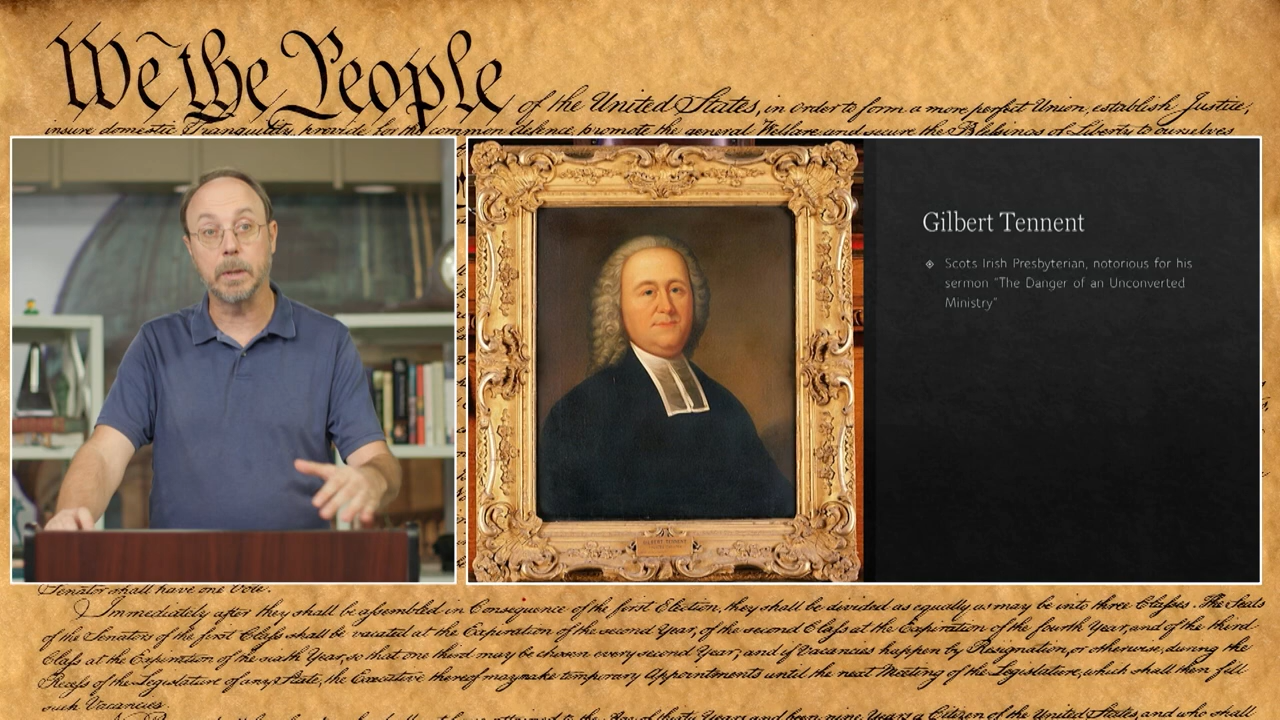 We the People of the United States, in order to form a more perfect Union, establish Justice,
insure domestic Tranquility, provide for the common defence, promote the general Welfare and secure the Blessings of Liberty to ourselves
Gilbert Tennent
Scots Irish Presbyterian, notorious for his
sermon "The Danger of an Unconverted
Ministry"
GILBERT TENNENT
Senator shall have one Vote.
Immediately after they shall be assembled in Consequence of the first Election, they shall be divided as equally as may be into three Classes. The Seats
of the Senators of the first Class shall be vacated at the Expiration of the second Year, of the second Class at the Expiration of the fourth Year, and of the third
Class at the Expiration of the sixth Year, so that one third may be chosen every second Year; and if Vacancies happen by Resignation, or otherwise, during the
Recess of the Legislature of any State, the Executive thereof may make temporary Appointments until the next Meeting of the Legislature, which shall then fill
such Vacancies.